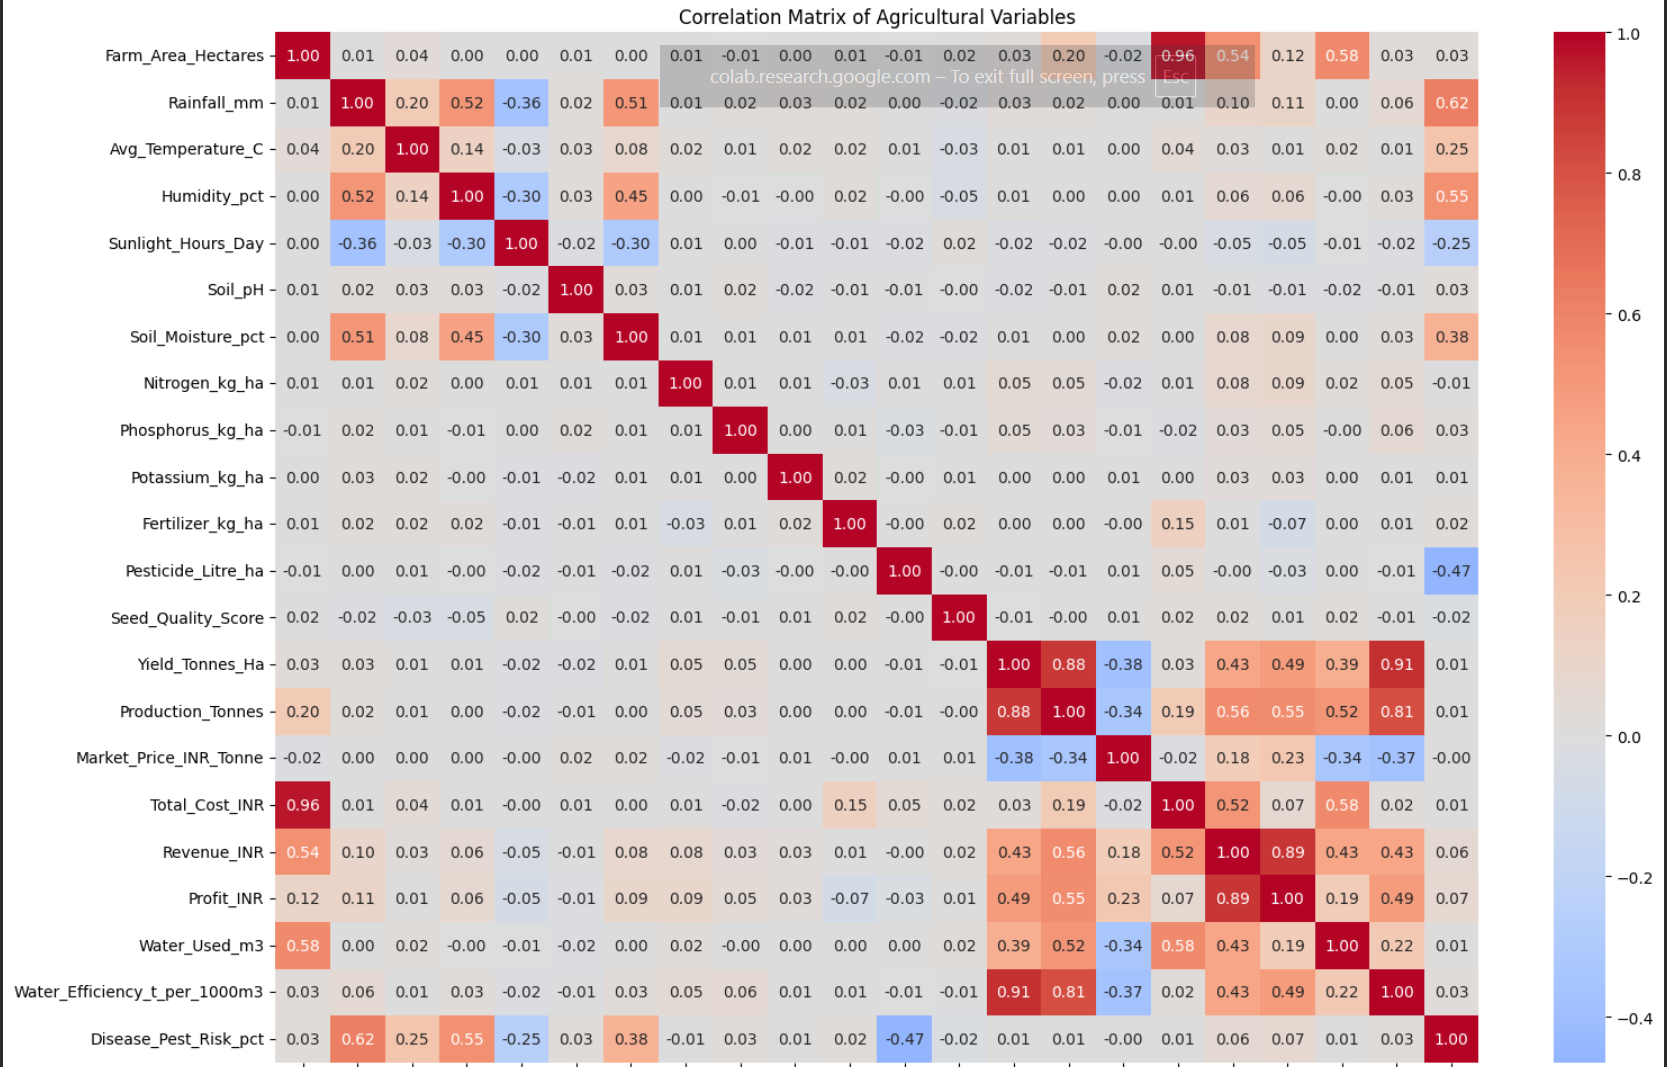 Correlation Matrix of Agricultural Variables
Farm_Area_Hectares 1.00 0.01 0.04 0.00 0.00 0.01 0.00 0.01 -0.01 0.00 0.01 -0.01 0.02 0.03 0.20 -0.02 0.96 0.54 0.12 0.58 0.03 0.03 1.0
colab.research.google.com – To exit full screen, press Esc
Rainfall_mm 0.01 1.00 0.20 0.52 -0.36 0.02 0.51 0.01 0.02 0.03 0.02 0.00 -0.02 0.03 0.02 0.00 0.01 0.10 0.11 0.00 0.06 0.62
Avg_Temperature_C 0.04 0.20 1.00 0.14 -0.03 0.03 0.08 0.02 0.01 0.02 0.02 0.01 -0.03 0.01 0.01 0.00 0.04 0.03 0.01 0.02 0.01 0.25
0.8
Humidity_pct 0.00 0.52 0.14 1.00 -0.30 0.03 0.45 0.00 -0.01 -0.00 0.02 -0.00 -0.05 0.01 0.00 0.00 0.01 0.06 0.06 -0.00 0.03 0.55
Sunlight_Hours_Day 0.00 -0.36 -0.03 -0.30 1.00 -0.02 -0.30 0.01 0.00 -0.01 -0.01 -0.02 0.02 -0.02 -0.02 -0.00 -0.00 -0.05 -0.05 -0.01 -0.02 -0.25
Soil_pH 0.01 0.02 0.03 0.03 -0.02 1.00 0.03 0.01 0.02 -0.02 -0.01 -0.01 -0.00 -0.02 -0.01 0.02 0.01 -0.01 -0.01 -0.02 -0.01 0.03
0.6
Soil_Moisture_pct 0.00 0.51 0.08 0.45 -0.30 0.03 1.00 0.01 0.01 0.01 0.01 -0.02 -0.02 0.01 0.00 0.02 0.00 0.08 0.09 0.00 0.03 0.38
Nitrogen_kg_ha 0.01 0.01 0.02 0.00 0.01 0.01 0.01 1.00 0.01 0.01 -0.03 0.01 0.01 0.05 0.05 -0.02 0.01 0.08 0.09 0.02 0.05 -0.01
Phosphorus_kg_ha -0.01 0.02 0.01 -0.01 0.00 0.02 0.01 0.01 1.00 0.00 0.01 -0.03 -0.01 0.05 0.03 -0.01 -0.02 0.03 0.05 -0.00 0.06 0.03
0.4
Potassium_kg_ha 0.00 0.03 0.02 -0.00 -0.01 -0.02 0.01 0.01 0.00 1.00 0.02 -0.00 0.01 0.00 0.00 0.01 0.00 0.03 0.03 0.00 0.01 0.01
Fertilizer_kg_ha 0.01 0.02 0.02 0.02 -0.01 -0.01 0.01 -0.03 0.01 0.02 1.00 -0.00 0.02 0.00 0.00 -0.00 0.15 0.01 -0.07 0.00 0.01 0.02
Pesticide_Litre_ha -0.01 0.00 0.01 -0.00 -0.02 -0.01 -0.02 0.01 -0.03 -0.00 -0.00 1.00 -0.00 -0.01 -0.01 0.01 0.05 -0.00 -0.03 0.00 -0.01 -0.47
0.2
Seed_Quality_Score 0.02 -0.02 -0.03 -0.05 0.02 -0.00 -0.02 0.01 -0.01 0.01 0.02 -0.00 1.00 -0.01 -0.00 0.01 0.02 0.02 0.01 0.02 -0.01 -0.02
Yield_Tonnes_Ha 0.03 0.03 0.01 0.01 -0.02 -0.02 0.01 0.05 0.05 0.00 0.00 -0.01 -0.01 1.00 0.88 -0.38 0.03 0.43 0.49 0.39 0.91 0.01
Production_Tonnes 0.20 0.02 0.01 0.00 -0.02 -0.01 0.00 0.05 0.03 0.00 0.00 -0.01 -0.00 0.88 1.00 -0.34 0.19 0.56 0.55 0.52 0.81 0.01
0.0
Market_Price_INR_Tonne -0.02 0.00 0.00 0.00 -0.00 0.02 0.02 -0.02 -0.01 0.01 -0.00 0.01 0.01 -0.38 -0.34 1.00 -0.02 0.18 0.23 -0.34 -0.37 -0.00
Total_Cost_INR 0.96 0.01 0.04 0.01 -0.00 0.01 0.00 0.01 -0.02 0.00 0.15 0.05 0.02 0.03 0.19 -0.02 1.00 0.52 0.07 0.58 0.02 0.01
Revenue_INR 0.54 0.10 0.03 0.06 -0.05 -0.01 0.08 0.08 0.03 0.03 0.01 -0.00 0.02 0.43 0.56 0.18 0.52 1.00 0.89 0.43 0.43 0.06
−0.2
Profit_INR 0.12 0.11 0.01 0.06 -0.05 -0.01 0.09 0.09 0.05 0.03 -0.07 -0.03 0.01 0.49 0.55 0.23 0.07 0.89 1.00 0.19 0.49 0.07
Water_Used_m3 0.58 0.00 0.02 -0.00 -0.01 -0.02 0.00 0.02 -0.00 0.00 0.00 0.00 0.02 0.39 0.52 -0.34 0.58 0.43 0.19 1.00 0.22 0.01
Water_Efficiency_t_per_1000m3 0.03 0.06 0.01 0.03 -0.02 -0.01 0.03 0.05 0.06 0.01 0.01 -0.01 -0.01 0.91 0.81 -0.37 0.02 0.43 0.49 0.22 1.00 0.03
−0.4
Disease_Pest_Risk_pct 0.03 0.62 0.25 0.55 -0.25 0.03 0.38 -0.01 0.03 0.01 0.02 -0.47 -0.02 0.01 0.01 -0.00 0.01 0.06 0.07 0.01 0.03 1.00